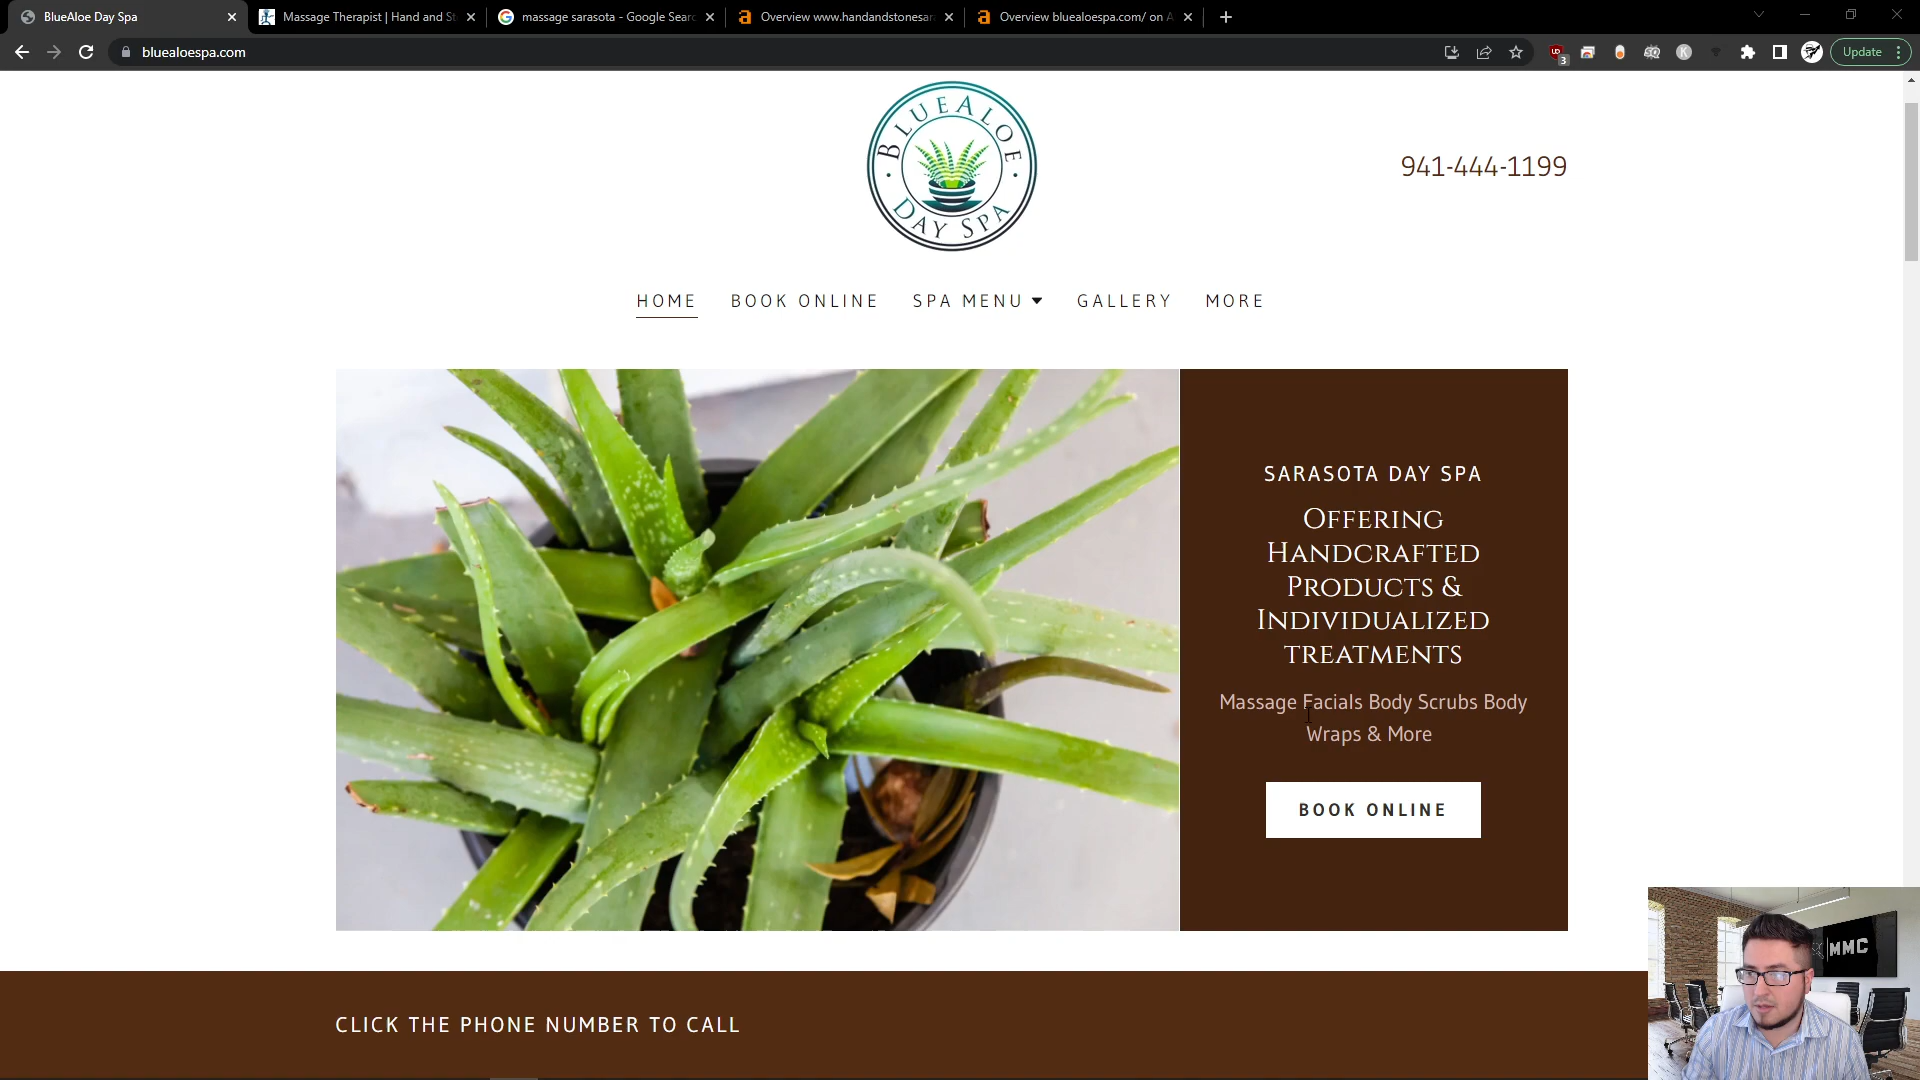 BlueAloe Day Spa
Massage Therapist | Hand and St
massage sarasota - Google Searc
Overview www.handandstonesara
Overview bluealoespa.com/ on A
bluealoespa.com
3
K
Update
BLUEALOE
DAY SPA
941-444-1199
HOME
BOOK ONLINE
SPA MENU
GALLERY
MORE
SARASOTA DAY SPA
Offering
Handcrafted
Products &
Individualized
treatments
Massage Facials Body Scrubs Body
Wraps & More
BOOK ONLINE
CLICK THE PHONE NUMBER TO CALL
MMC